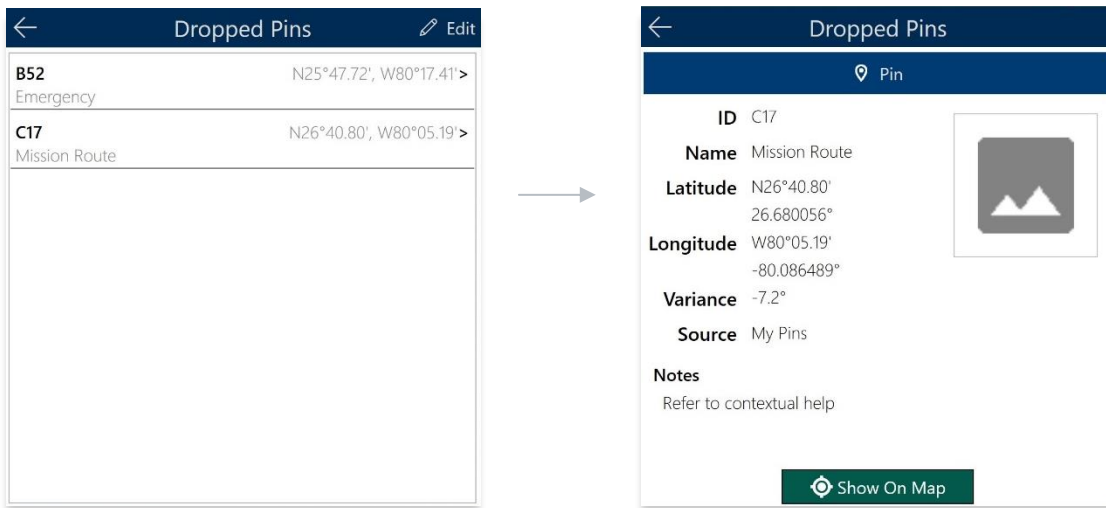 Dropped Pins
Edit
B52 N25°47.72', W80°17.41'>
Emergency
C17 N26°40.80', W80°05.19'>
Mission Route
Dropped Pins
Pin
ID C17
Name Mission Route
Latitude N26°40.80'
26.680056°
Longitude W80°05.19'
-80.086489°
Variance -7.2°
Source My Pins
Notes
Refer to contextual help
Show On Map